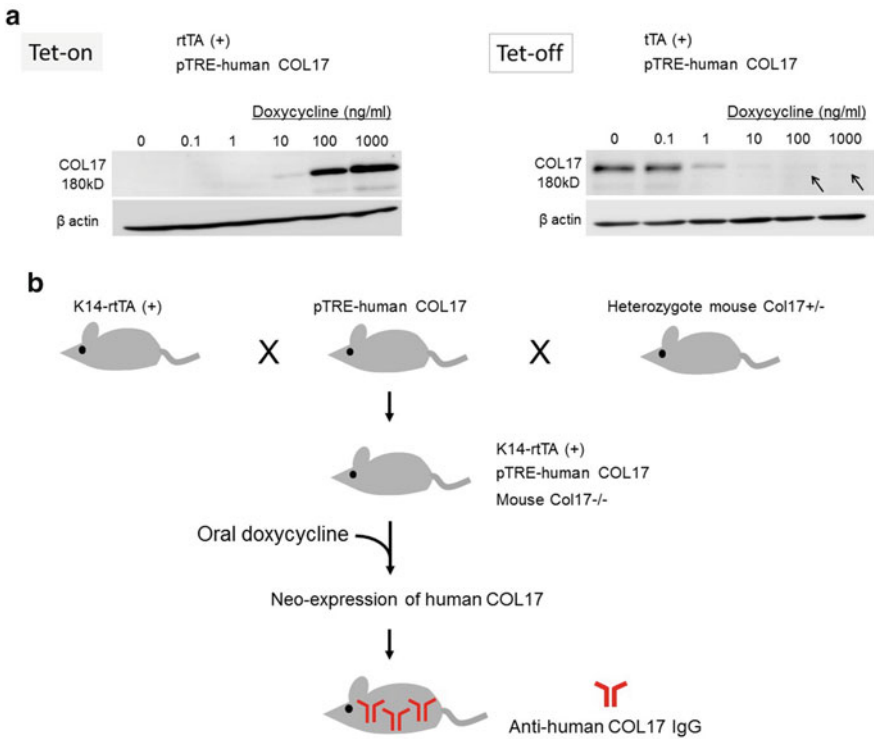 a
Tet-on
rtTA (+)
pTRE-human COL17
Doxycycline (ng/ml)
0 0.1 1 10 100 1000
COL17
180kD
β actin
Tet-off
tTA (+)
pTRE-human COL17
Doxycycline (ng/ml)
0 0.1 1 10 100 1000
COL17
180kD
β actin
b
K14-rtTA (+) pTRE-human COL17 Heterozygote mouse Col17+/-
X X
K14-rtTA (+)
pTRE-human COL17
Mouse Col17-/-
Oral doxycycline
Neo-expression of human COL17
Anti-human COL17 IgG